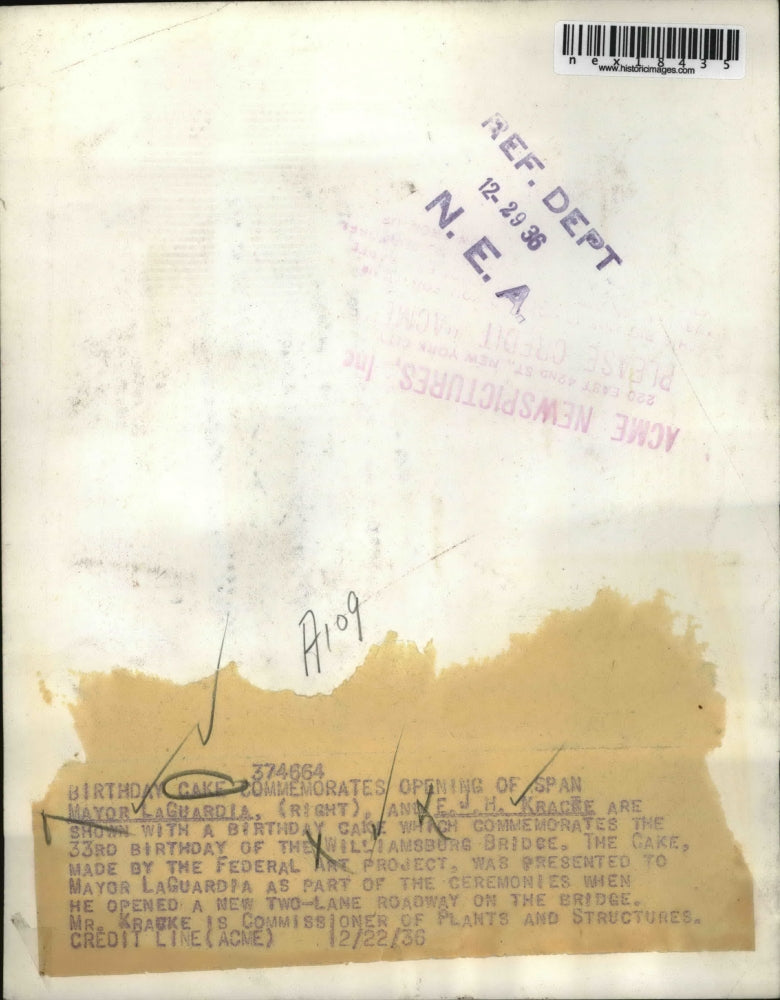 nex18435
www.historicimages.com
REF. DEPT
12-29 36
N. E. A.
PLEASE CREDIT "ACME
220 EAST 42ND ST. NEW YORK CITY
ACME NEWSPICTURES, Inc
A109
374664
BIRTHDAY CAKE COMMEMORATES OPENING OF SPAN
MAYOR LAGUARDIA, (RIGHT), AND F. J. H. KRACKE ARE
SHOWN WITH A BIRTHDAY CAKE WHICH COMMEMORATES THE
33RD BIRTHDAY OF THE WILLIAMSBURG BRIDGE. THE CAKE,
MADE BY THE FEDERAL ART PROJECT, WAS PRESENTED TO
MAYOR LAGUARDIA AS PART OF THE CEREMONIES WHEN
HE OPENED A NEW TWO-LANE ROADWAY ON THE BRIDGE.
MR. KRACKE IS COMMISSIONER OF PLANTS AND STRUCTURES.
CREDIT LINE(ACME) 12/22/36